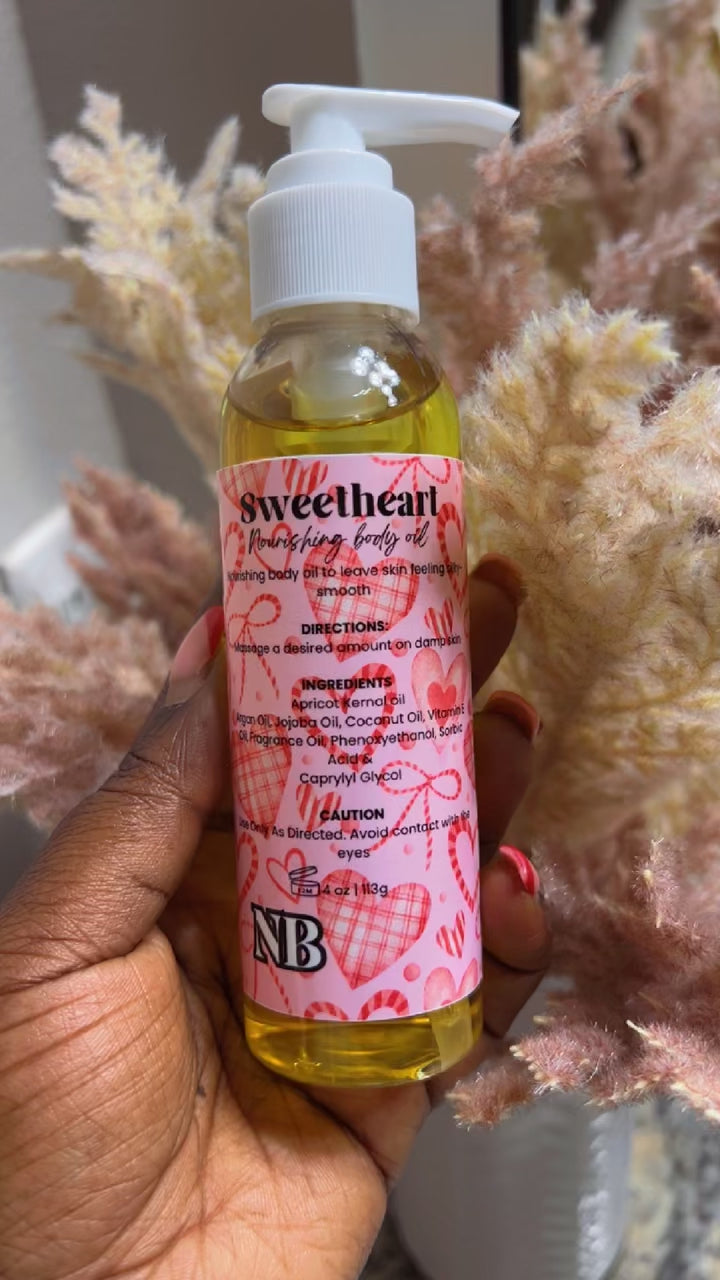 Sweetheart
Nourishing body oil
Nourishing body oil to leave skin feeling silky-
smooth
DIRECTIONS:
Massage a desired amount on damp skin
INGREDIENTS
Apricot Kernal oil
Argan Oil, Jojoba Oil, Coconut Oil, Vitamin E
Oil, Fragrance Oil, Phenoxyethanol, Sorbic
Acid &
Caprylyl Glycol
CAUTION
Use Only As Directed. Avoid contact with the
eyes
12M 4 oz | 113g
NB